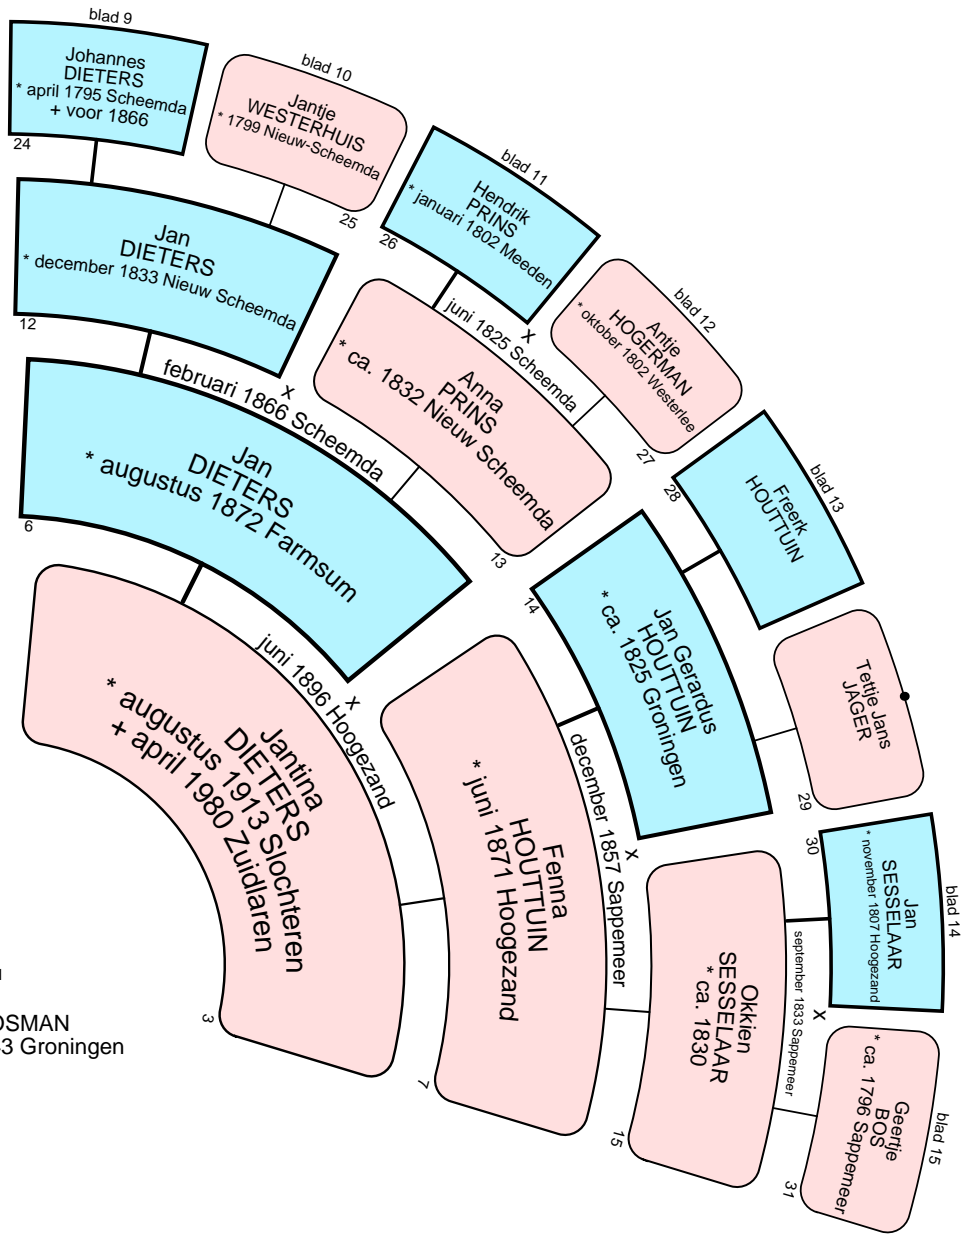 blad 9
Johannes
DIETERS
* april 1795 Scheemda
+ voor 1866
24
blad 10
Jantje
WESTERHUIS
* 1799 Nieuw-Scheemda
25
blad 11
Hendrik
PRINS
* januari 1802 Meeden
26
x
juni 1825 Scheemda
blad 12
Antje
HOGERMAN
* oktober 1802 Westerlee
27
blad 13
Freerk
HOUTTUIN
28
Tettje Jans
JAGER
29
blad 14
Jan
SESSELAAR
* november 1807 Hoogezand
30
x
september 1833 Sappemeer
blad 15
Geertje
BOS
* ca. 1796 Sappemeer
31
Jan
DIETERS
* december 1833 Nieuw Scheemda
12
x
februari 1866 Scheemda
Anna
PRINS
* ca. 1832 Nieuw Scheemda
13
Jan Gerardus
HOUTTUIN
* ca. 1825 Groningen
14
x
december 1857 Sappemeer
Okkien
SESSELAAR
* ca. 1830
15
Jan
DIETERS
* augustus 1872 Farmsum
6
x
juni 1896 Hoogezand
Fenna
HOUTTUIN
* juni 1871 Hoogezand
7
Jantina
DIETERS
* augustus 1913 Slochteren
+ april 1980 Zuidlaren
3
OSMAN
3 Groningen